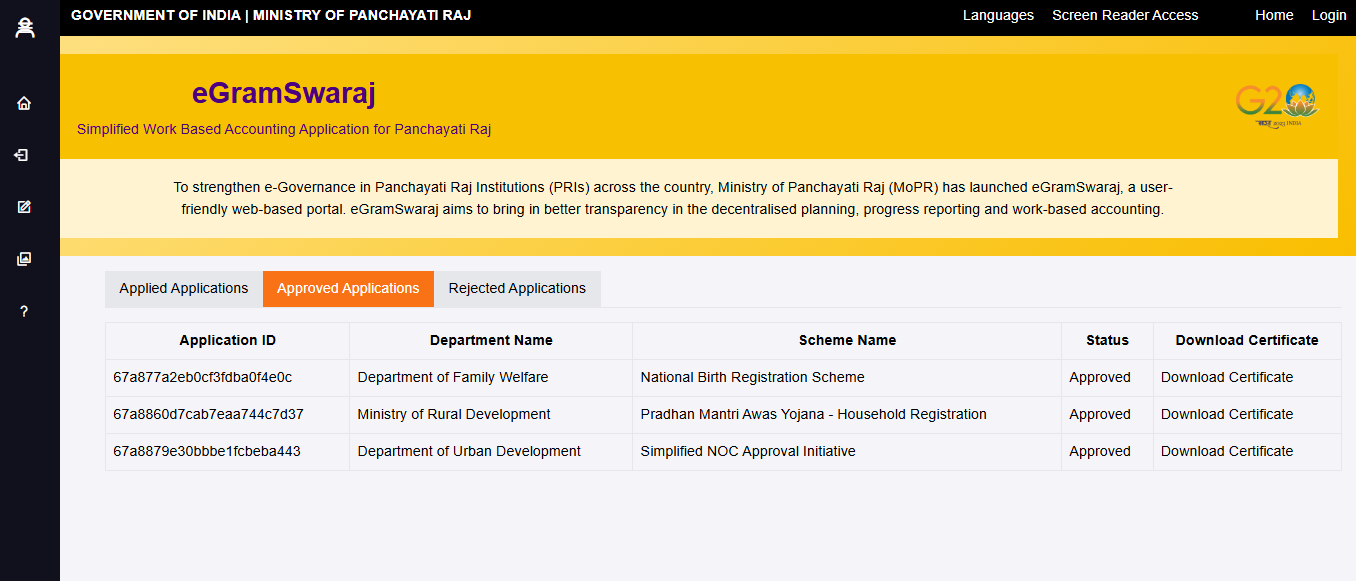 GOVERNMENT OF INDIA | MINISTRY OF PANCHAYATI RAJ
Languages Screen Reader Access Home Login
eGramSwaraj
Simplified Work Based Accounting Application for Panchayati Raj
G20
2023 INDIA
To strengthen e-Governance in Panchayati Raj Institutions (PRIs) across the country, Ministry of Panchayati Raj (MoPR) has launched eGramSwaraj, a user-
friendly web-based portal. eGramSwaraj aims to bring in better transparency in the decentralised planning, progress reporting and work-based accounting.
Applied Applications Approved Applications Rejected Applications
Application ID Department Name Scheme Name Status Download Certificate
67a877a2eb0cf3fdba0f4e0c Department of Family Welfare National Birth Registration Scheme Approved Download Certificate
67a8860d7cab7eaa744c7d37 Ministry of Rural Development Pradhan Mantri Awas Yojana - Household Registration Approved Download Certificate
67a8879e30bbbe1fcbeba443 Department of Urban Development Simplified NOC Approval Initiative Approved Download Certificate
?